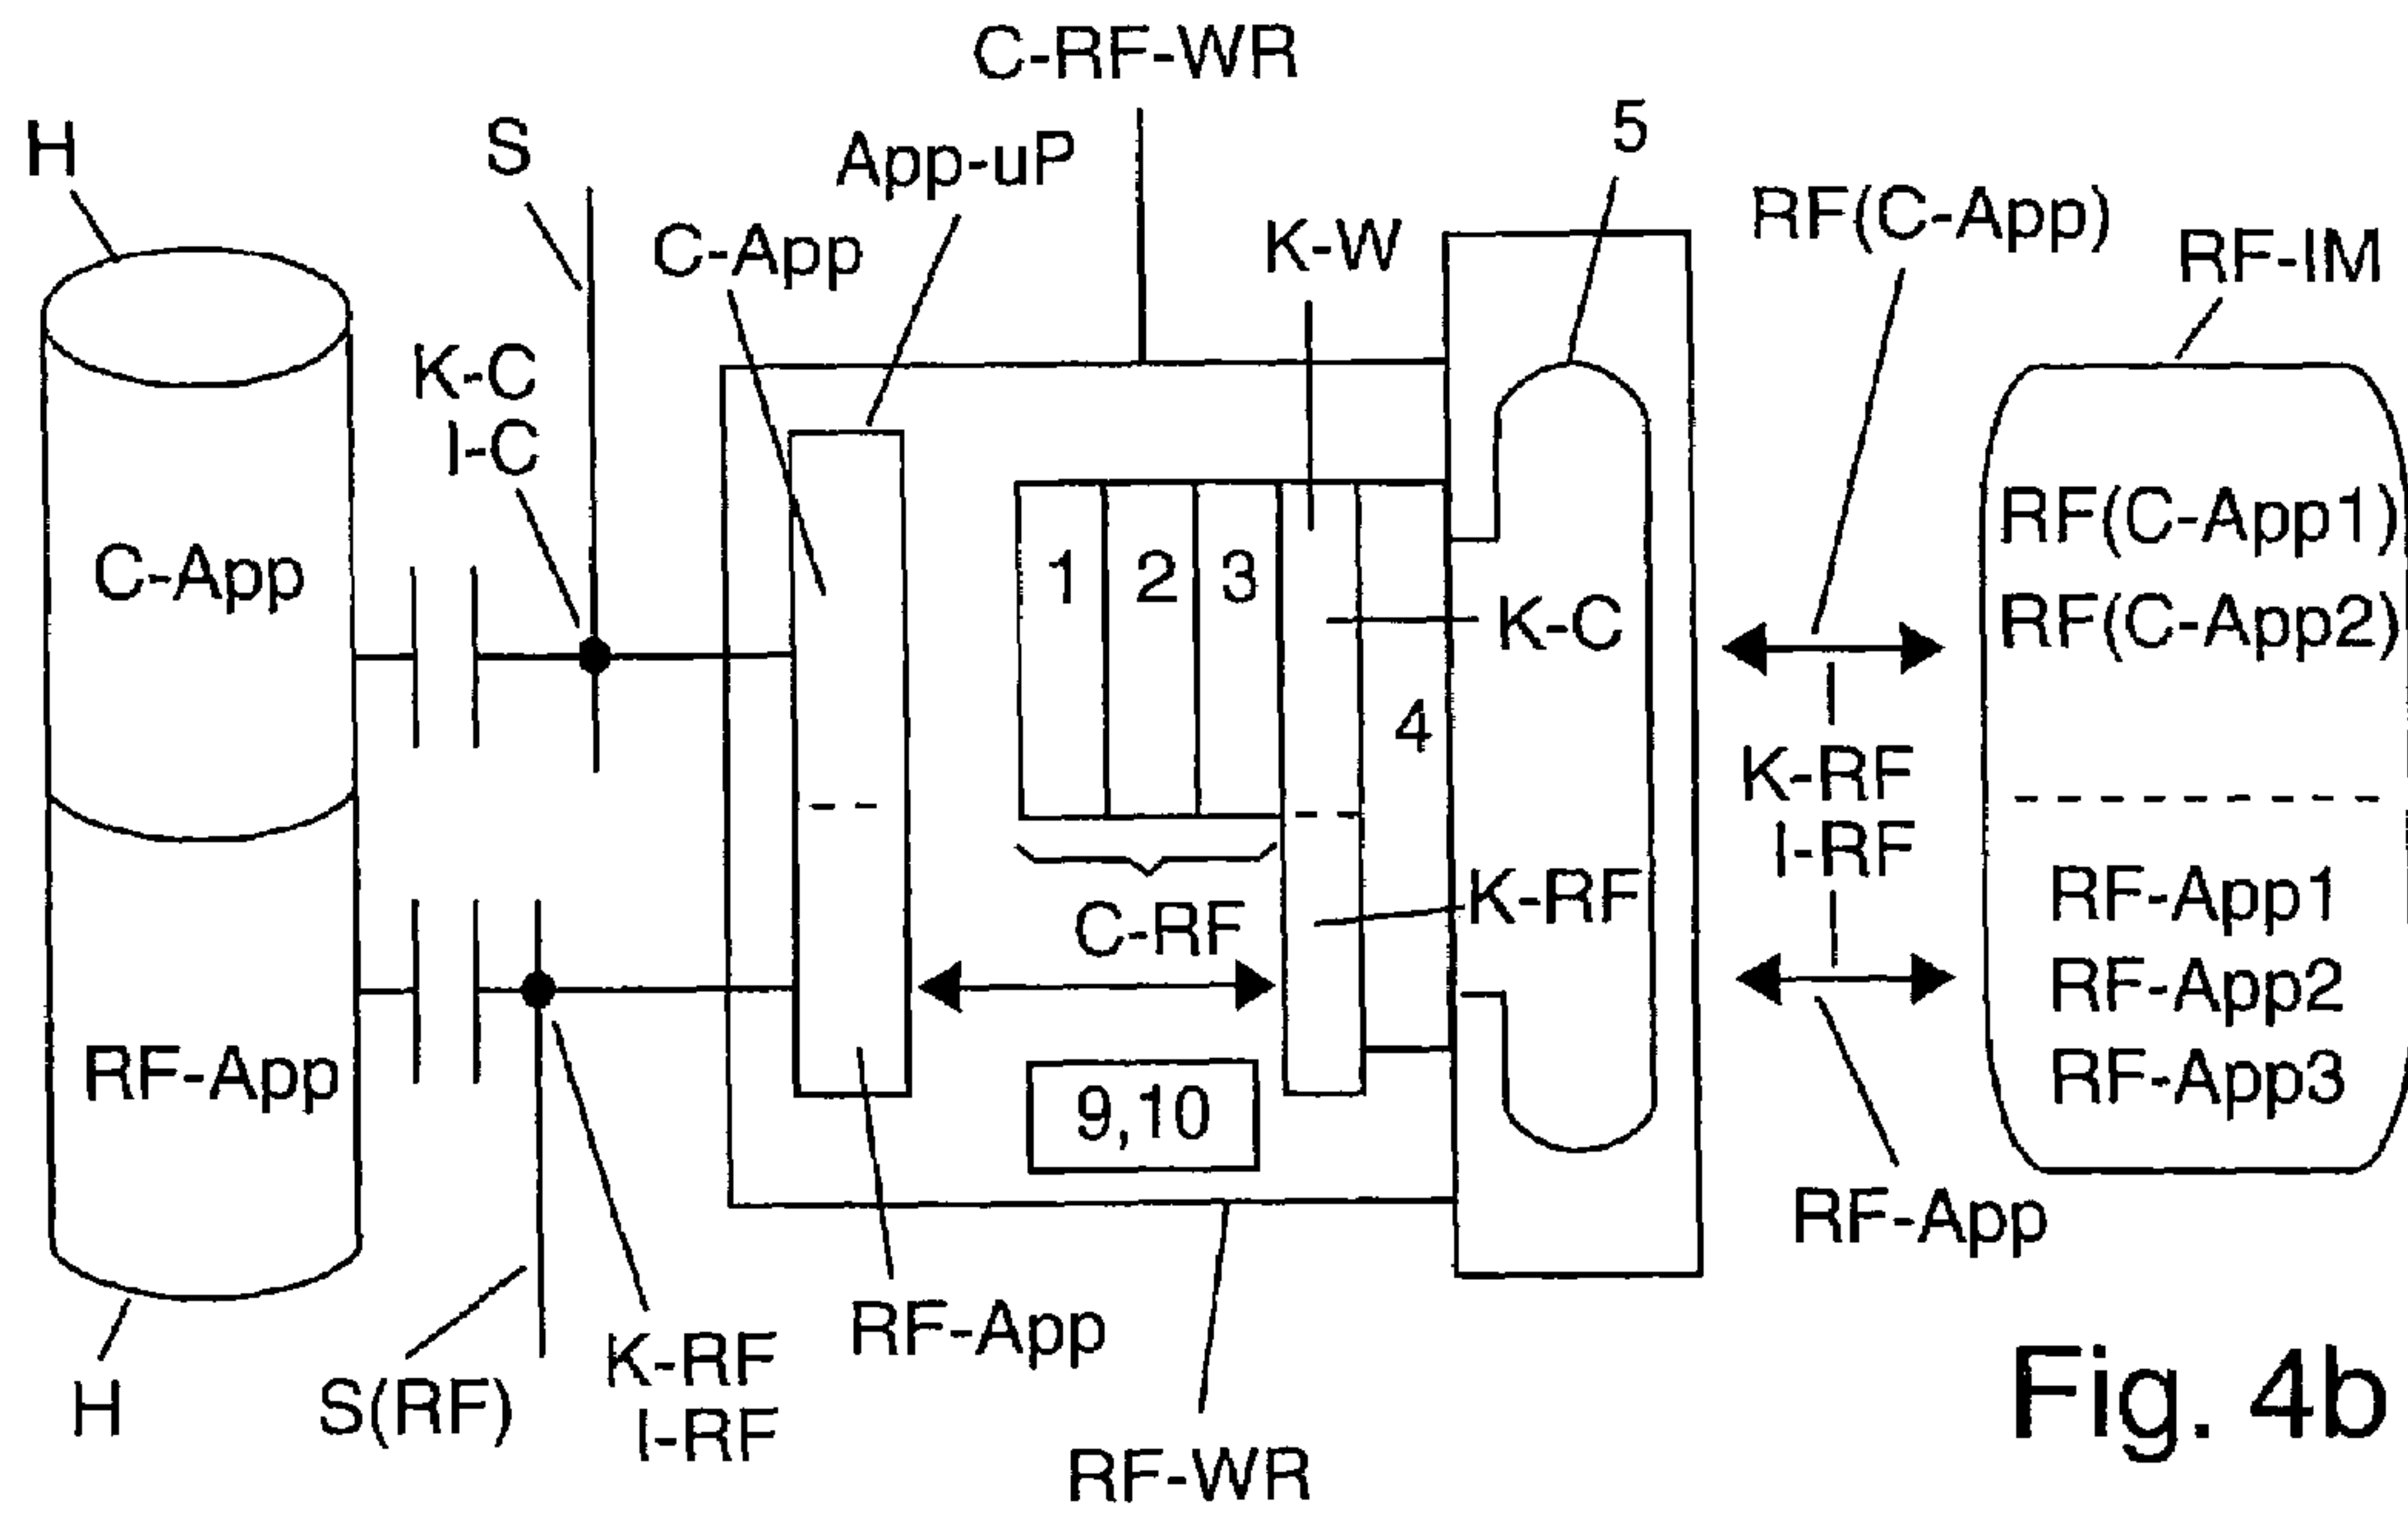 C-RF-WR
H
S
App-uP
5
C-App
K-W
RF(C-App)
RF-IM
K-C
I-C
C-App
1
2
3
4
K-C
K-RF
RF(C-App1)
RF(C-App2)
K-RF
I-RF
RF-App1
RF-App2
RF-App3
C-RF
RF-App
9,10
RF-App
H
S(RF)
K-RF
I-RF
RF-App
RF-WR
Fig. 4b